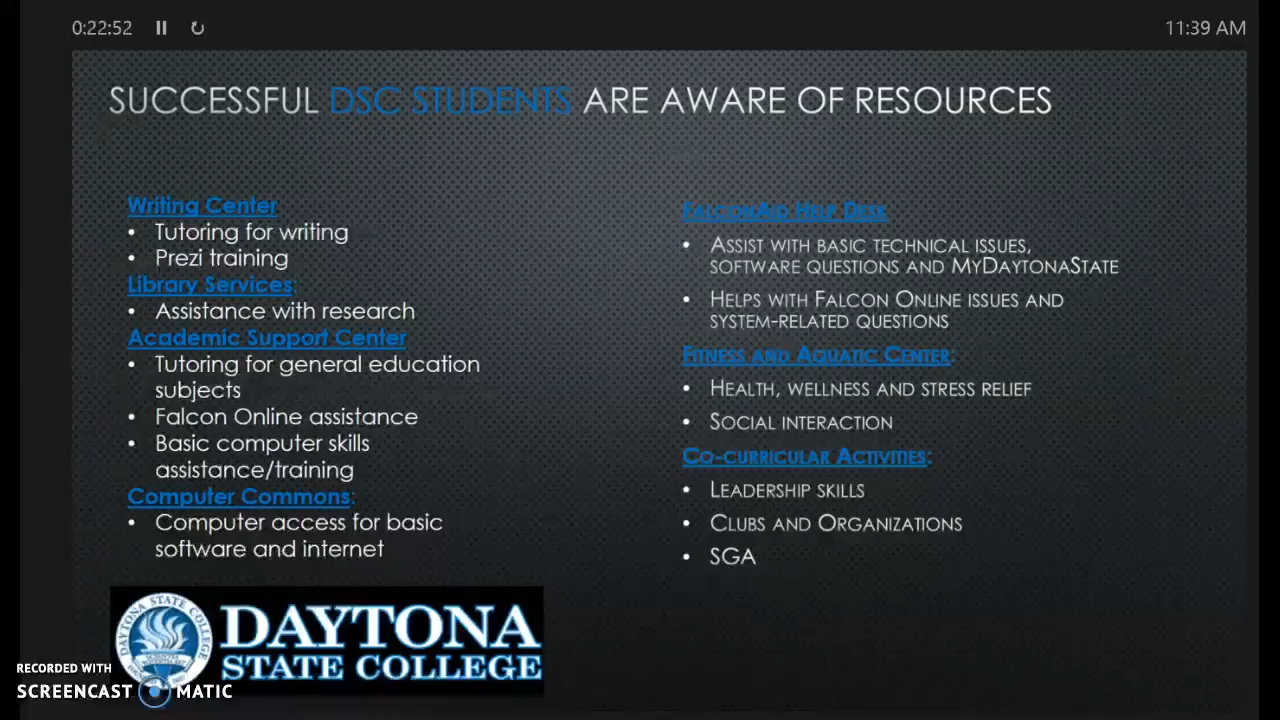 0:22:52
11:39 AM
SUCCESSFUL DSC STUDENTS ARE AWARE OF RESOURCES
Writing Center
• Tutoring for writing
• Prezi training
Library Services:
• Assistance with research
Academic Support Center
• Tutoring for general education
subjects
• Falcon Online assistance
• Basic computer skills
assistance/training
Computer Commons:
• Computer access for basic
software and internet
FALCONAID HELP DESK
• ASSIST WITH BASIC TECHNICAL ISSUES,
SOFTWARE QUESTIONS AND MYDAYTONASTATE
• HELPS WITH FALCON ONLINE ISSUES AND
SYSTEM-RELATED QUESTIONS
FITNESS AND AQUATIC CENTER:
• HEALTH, WELLNESS AND STRESS RELIEF
• SOCIAL INTERACTION
CO-CURRICULAR ACTIVITIES:
• LEADERSHIP SKILLS
• CLUBS AND ORGANIZATIONS
• SGA
DAYTONA STATE COLLEGE
DAYTONA
STATE COLLEGE
RECORDED WITH
SCREENCAST MATIC